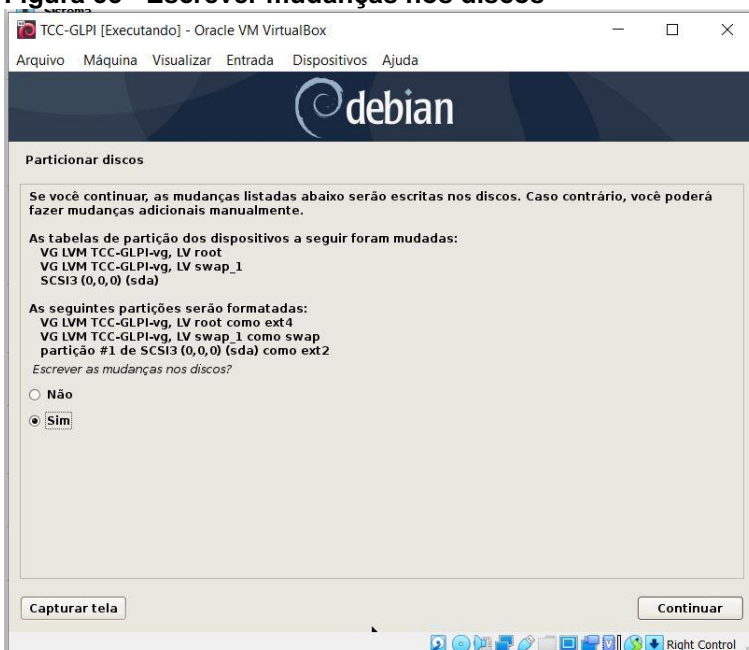 Escrever mudanças nos discos
Sistema
TCC-GLPI [Executando] - Oracle VM VirtualBox
Arquivo Máquina Visualizar Entrada Dispositivos Ajuda
debian
Particionar discos
Se você continuar, as mudanças listadas abaixo serão escritas nos discos. Caso contrário, você poderá
fazer mudanças adicionais manualmente.
As tabelas de partição dos dispositivos a seguir foram mudadas:
VG LVM TCC-GLPI-vg, LV root
VG LVM TCC-GLPI-vg, LV swap_1
SCSI3 (0,0,0) (sda)
As seguintes partições serão formatadas:
VG LVM TCC-GLPI-vg, LV root como ext4
VG LVM TCC-GLPI-vg, LV swap_1 como swap
partição #1 de SCSI3 (0,0,0) (sda) como ext2
Escrever as mudanças nos discos?
Não
Sim
Capturar tela
Continuar
Right Control